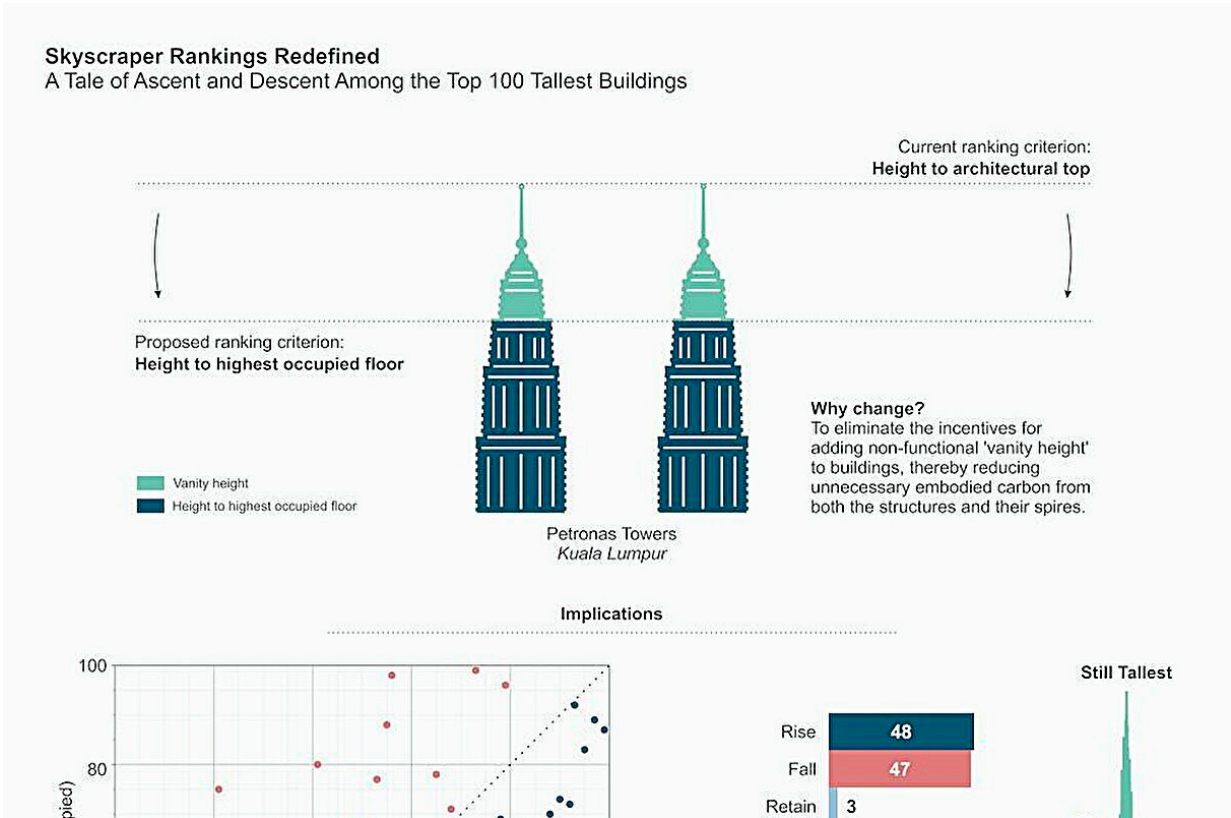 Skyscraper Rankings Redefined
A Tale of Ascent and Descent Among the Top 100 Tallest Buildings
Current ranking criterion:
Height to architectural top
Proposed ranking criterion:
Height to highest occupied floor
Why change?
To eliminate the incentives for
adding non-functional 'vanity height'
to buildings, thereby reducing
unnecessary embodied carbon from
both the structures and their spires.
Vanity height
Height to highest occupied floor
Petronas Towers
Kuala Lumpur
Implications
100
80
Still Tallest
Rise 48
Fall 47
Retain 3